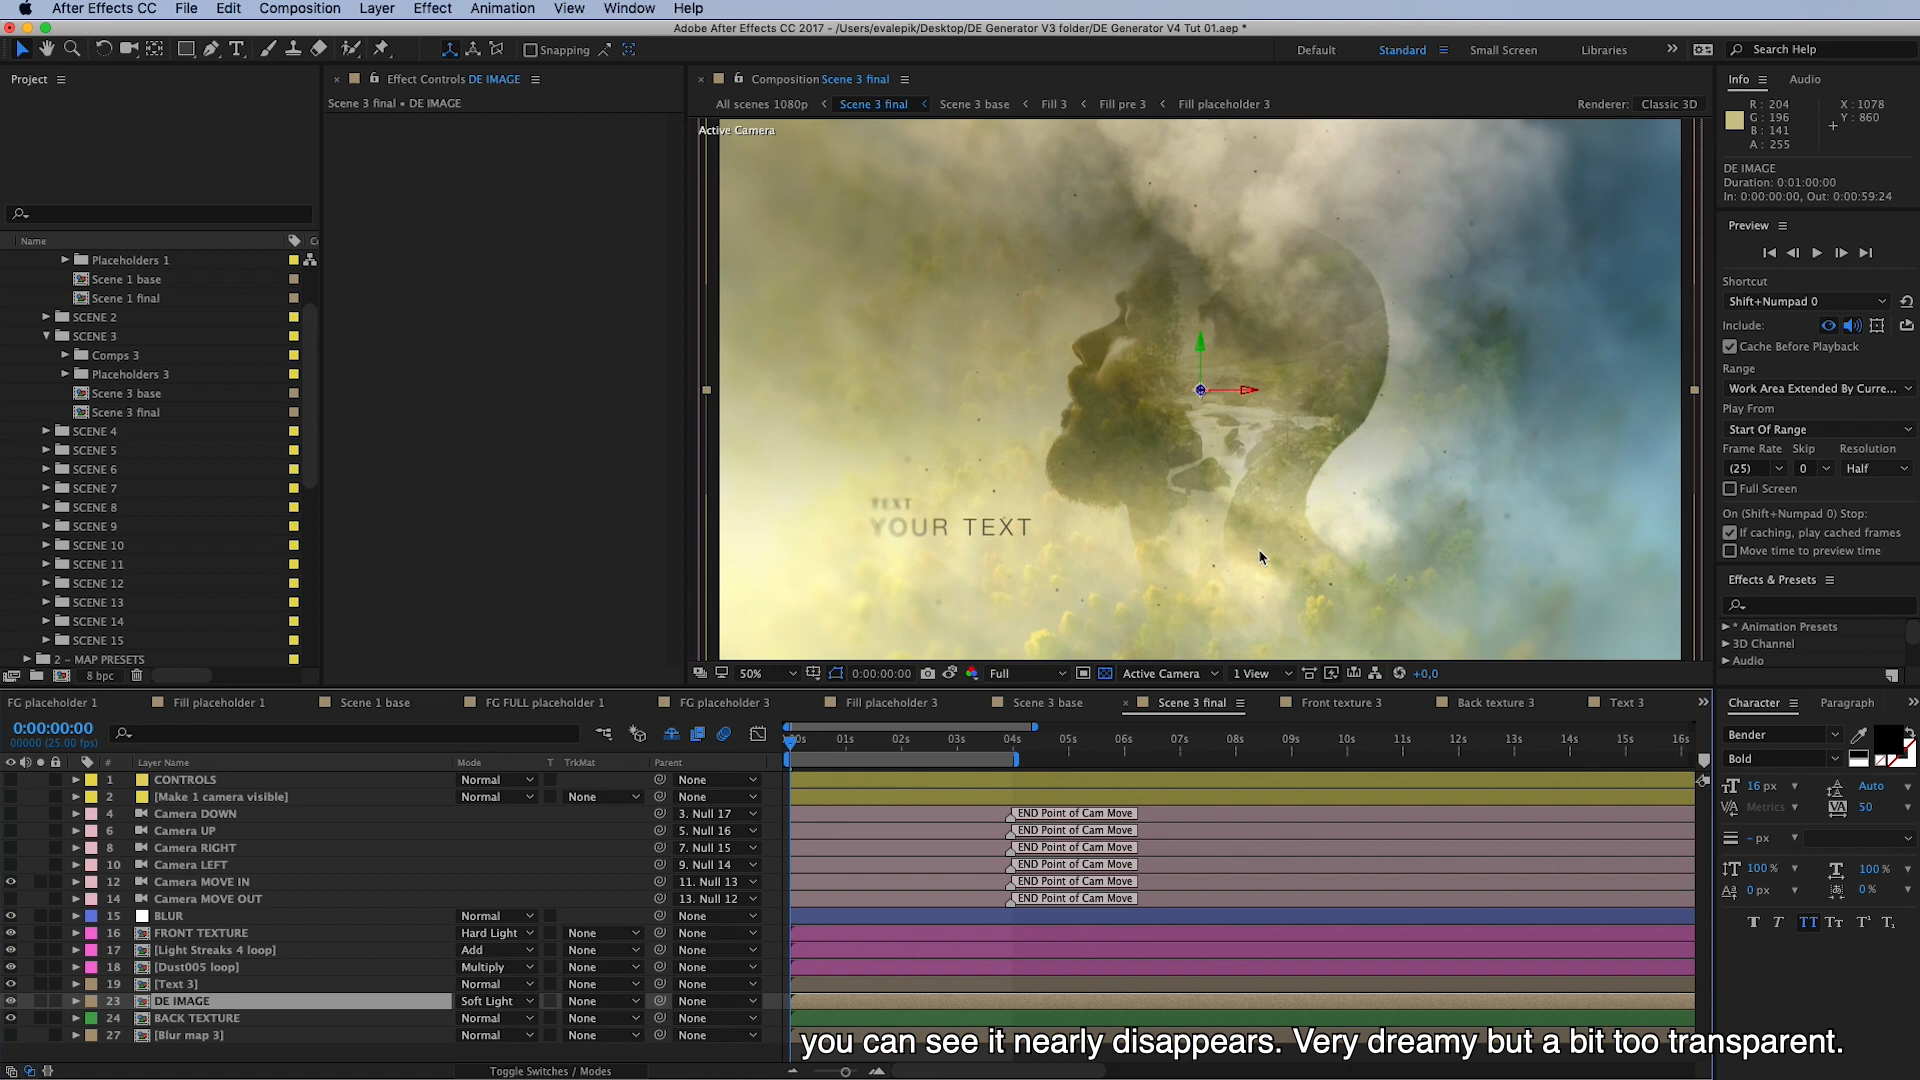 After Effects CC File Edit Composition Layer Effect Animation View Window Help
Adobe After Effects CC 2017 - /Users/evalepik/Desktop/DE Generator V3 folder/DE Generator V4 Tut 01.aep *
Snapping Default Standard Small Screen Libraries Search Help
Project
Effect Controls DE IMAGE
Scene 3 final • DE IMAGE
Composition Scene 3 final
All scenes 1080p Scene 3 final Scene 3 base Fill 3 Fill pre 3 Fill placeholder 3
Renderer: Classic 3D
Active Camera
TEXT
YOUR TEXT
Name
Placeholders 1
Scene 1 base
Scene 1 final
SCENE 2
SCENE 3
Comps 3
Placeholders 3
Scene 3 base
Scene 3 final
SCENE 4
SCENE 5
SCENE 6
SCENE 7
SCENE 8
SCENE 9
SCENE 10
SCENE 11
SCENE 12
SCENE 13
SCENE 14
SCENE 15
2 - MAP PRESETS
8 bpc
50% 0:00:00:00 Full Active Camera 1 View +0,0
Info Audio
R: 204 X: 1078
G: 196 Y: 860
B: 141
A: 255
DE IMAGE
Duration: 0:01:00:00
In: 0:00:00:00, Out: 0:00:59:24
Preview
Shortcut
Shift+Numpad 0
Include:
Cache Before Playback
Range
Work Area Extended By Curre...
Play From
Start Of Range
Frame Rate Skip Resolution
(25) 0 Half
Full Screen
On (Shift+Numpad 0) Stop:
If caching, play cached frames
Move time to preview time
Effects & Presets
* Animation Presets
3D Channel
Audio
FG placeholder 1 Fill placeholder 1 Scene 1 base FG FULL placeholder 1 FG placeholder 3 Fill placeholder 3 Scene 3 base Scene 3 final Front texture 3 Back texture 3 Text 3
0:00:00:00
00000 (25.00 fps)
01s 02s 03s 04s 05s 06s 07s 08s 09s 10s 11s 12s 13s 14s 15s 16s
# Layer Name Mode T TrkMat Parent
1 CONTROLS Normal None
2 [Make 1 camera visible] Normal None None
4 Camera DOWN 3. Null 17 END Point of Cam Move
6 Camera UP 5. Null 16 END Point of Cam Move
8 Camera RIGHT 7. Null 15 END Point of Cam Move
10 Camera LEFT 9. Null 14 END Point of Cam Move
12 Camera MOVE IN 11. Null 13 END Point of Cam Move
14 Camera MOVE OUT 13. Null 12 END Point of Cam Move
15 BLUR Normal None
16 FRONT TEXTURE Hard Light None None
17 [Light Streaks 4 loop] Add None None
18 [Dust005 loop] Multiply None None
19 [Text 3] Normal None None
23 DE IMAGE Soft Light None None
24 BACK TEXTURE Normal None None
27 [Blur map 3] Normal None None
Toggle Switches / Modes
Character Paragraph
Bender
Bold
16 px Auto
Metrics 50
- px
100 % 100 %
0 px 0 %
you can see it nearly disappears. Very dreamy but a bit too transparent.